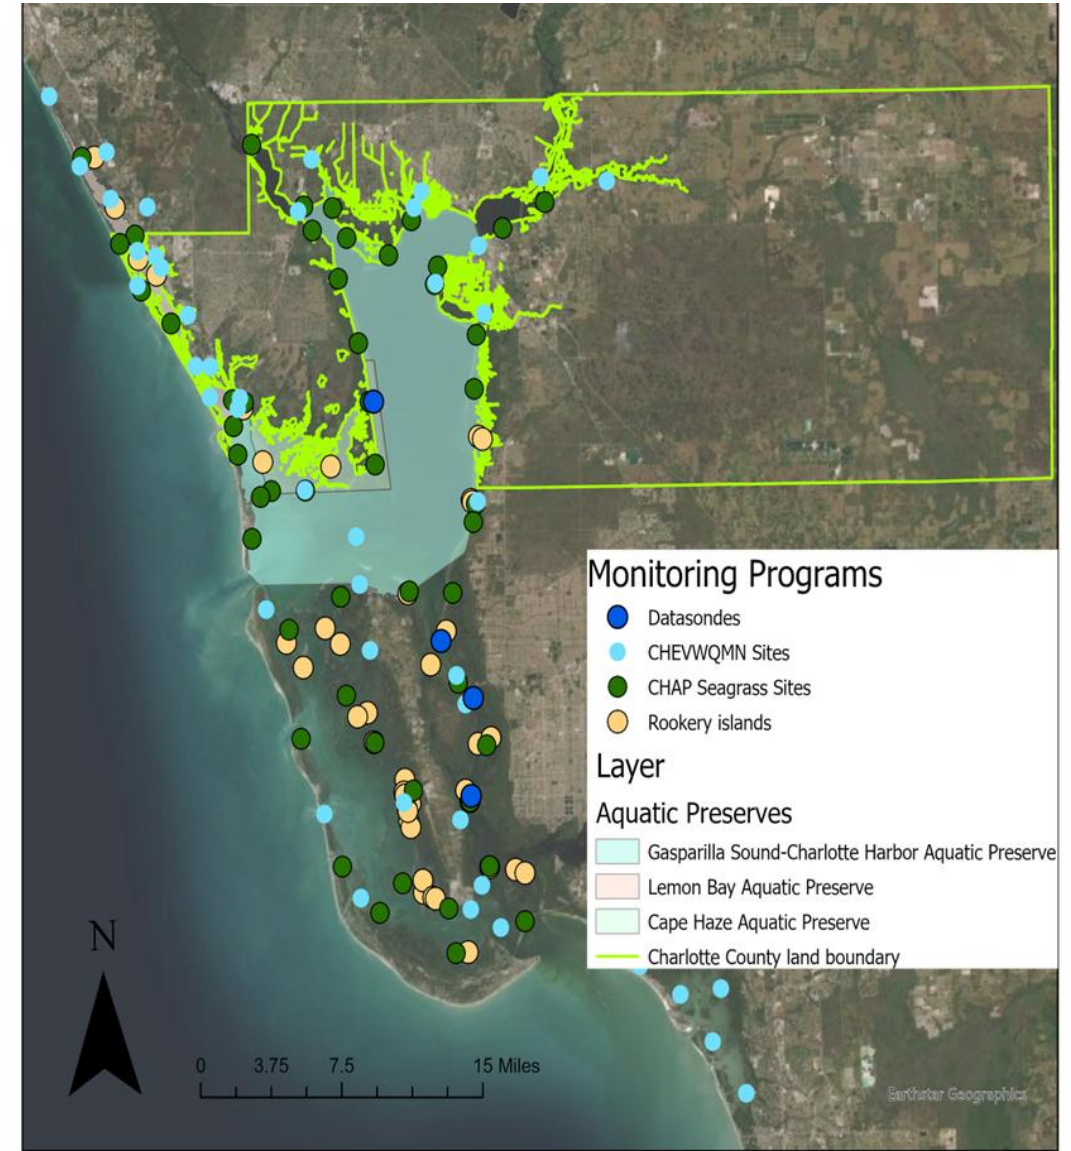 Monitoring Programs
Datasondes
CHEVWQMN Sites
CHAP Seagrass Sites
Rookery islands
Layer
Aquatic Preserves
Gasparilla Sound-Charlotte Harbor Aquatic Preserve
Lemon Bay Aquatic Preserve
Cape Haze Aquatic Preserve
Charlotte County land boundary
N
0 3.75 7.5 15 Miles
Earthstar Geographics